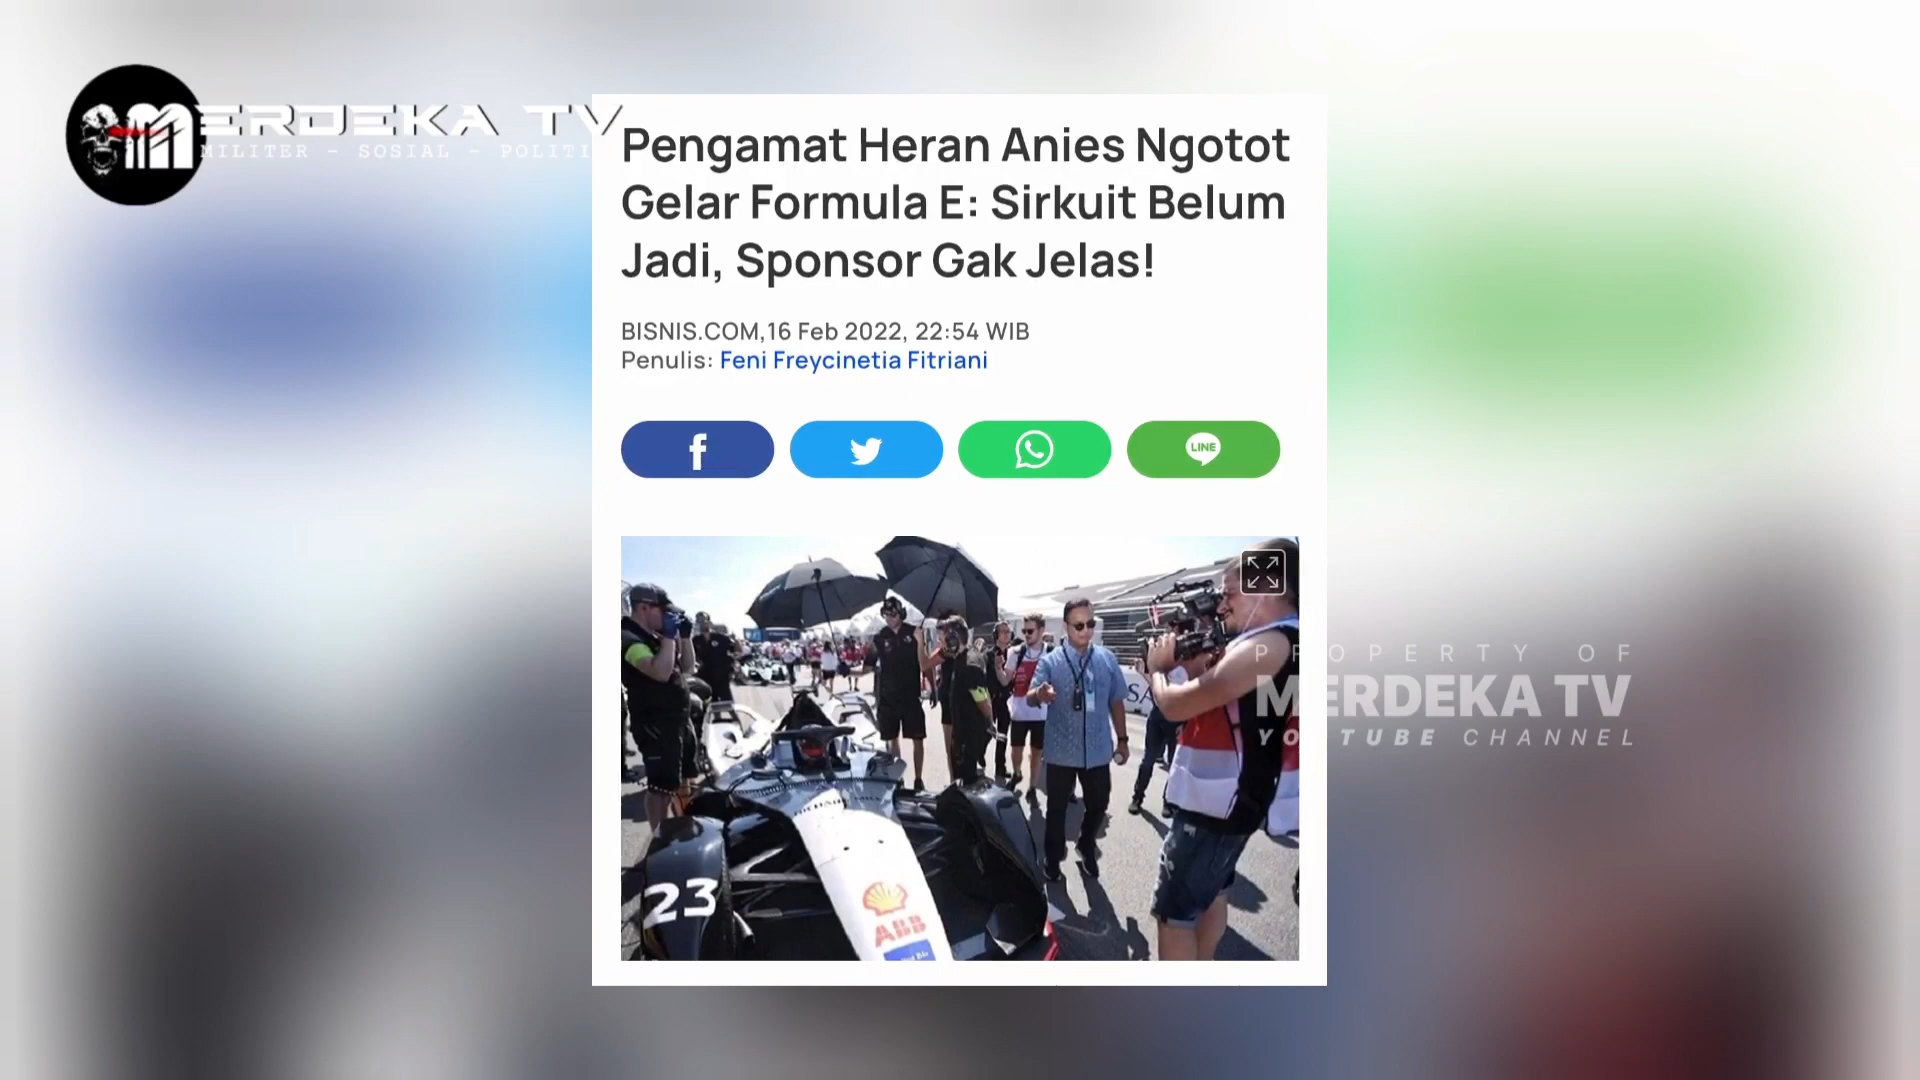 MERDEKA TV
MILITER - SOSIAL - POLITI
Pengamat Heran Anies Ngotot
Gelar Formula E: Sirkuit Belum
Jadi, Sponsor Gak Jelas!
BISNIS.COM,16 Feb 2022, 22:54 WIB
Penulis: Feni Freycinetia Fitriani
f
LINE
23
ABB
SA
PROPERTY OF
MERDEKA TV
YOUTUBE CHANNEL